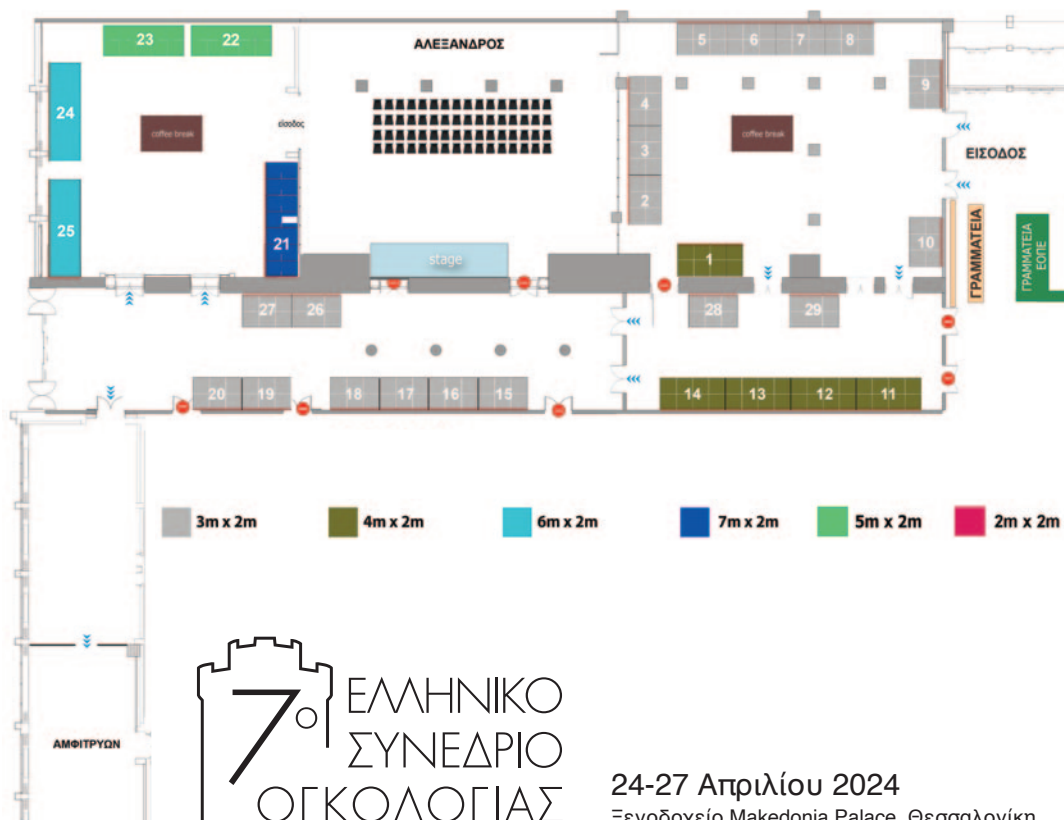 23
22
ΑΛΕΞΑΝΔΡΟΣ
5
6
7
8
9
24
coffee break
είσοδος
4
3
2
coffee break
ΕΙΣΟΔΟΣ
25
21
stage
1
10
ΓΡΑΜΜΑΤΕΙΑ
ΓΡΑΜΜΑΤΕΙΑ
ΕΟΠΕ
27
26
28
29
20
19
18
17
16
15
14
13
12
11
3m x 2m
4m x 2m
6m x 2m
7m x 2m
5m x 2m
2m x 2m
ΑΜΦΙΤΡΥΩΝ
7ο ΕΛΛΗΝΙΚΟ
ΣΥΝΕΔΡΙΟ
ΟΓΚΟΛΟΓΙΑΣ
24-27 Απριλίου 2024
Ξενοδοχείο Makedonia Palace, Θεσσαλονίκη